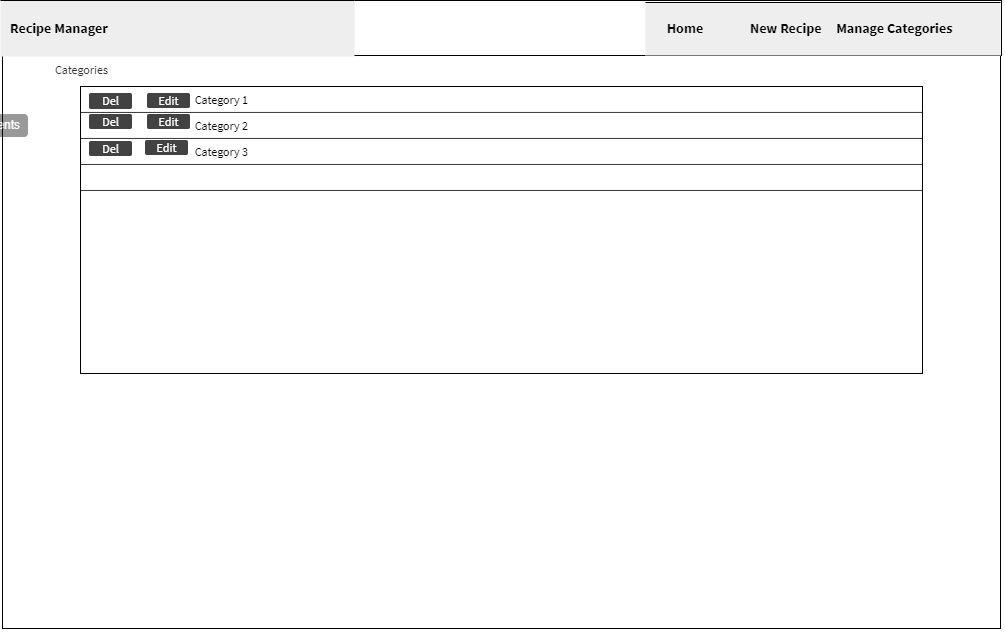 Recipe Manager Home New Recipe Manage Categories
Categories
Del Edit Category 1
ents
Del Edit Category 2
Del Edit Category 3